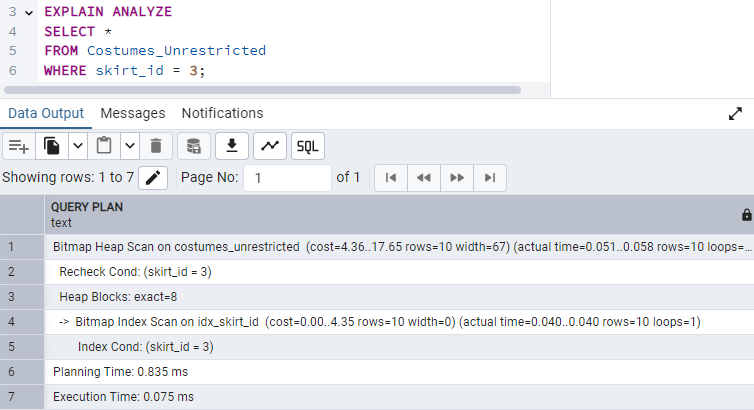 3 EXPLAIN ANALYZE
4 SELECT *
5 FROM Costumes_Unrestricted
6 WHERE skirt_id = 3;
Data Output Messages Notifications
SQL
Showing rows: 1 to 7 Page No: 1 of 1
QUERY PLAN
text
1 Bitmap Heap Scan on costumes_unrestricted (cost=4.36..17.65 rows=10 width=67) (actual time=0.051..0.058 rows=10 loops=...
2 Recheck Cond: (skirt_id = 3)
3 Heap Blocks: exact=8
4 -> Bitmap Index Scan on idx_skirt_id (cost=0.00..4.35 rows=10 width=0) (actual time=0.040..0.040 rows=10 loops=1)
5 Index Cond: (skirt_id = 3)
6 Planning Time: 0.835 ms
7 Execution Time: 0.075 ms